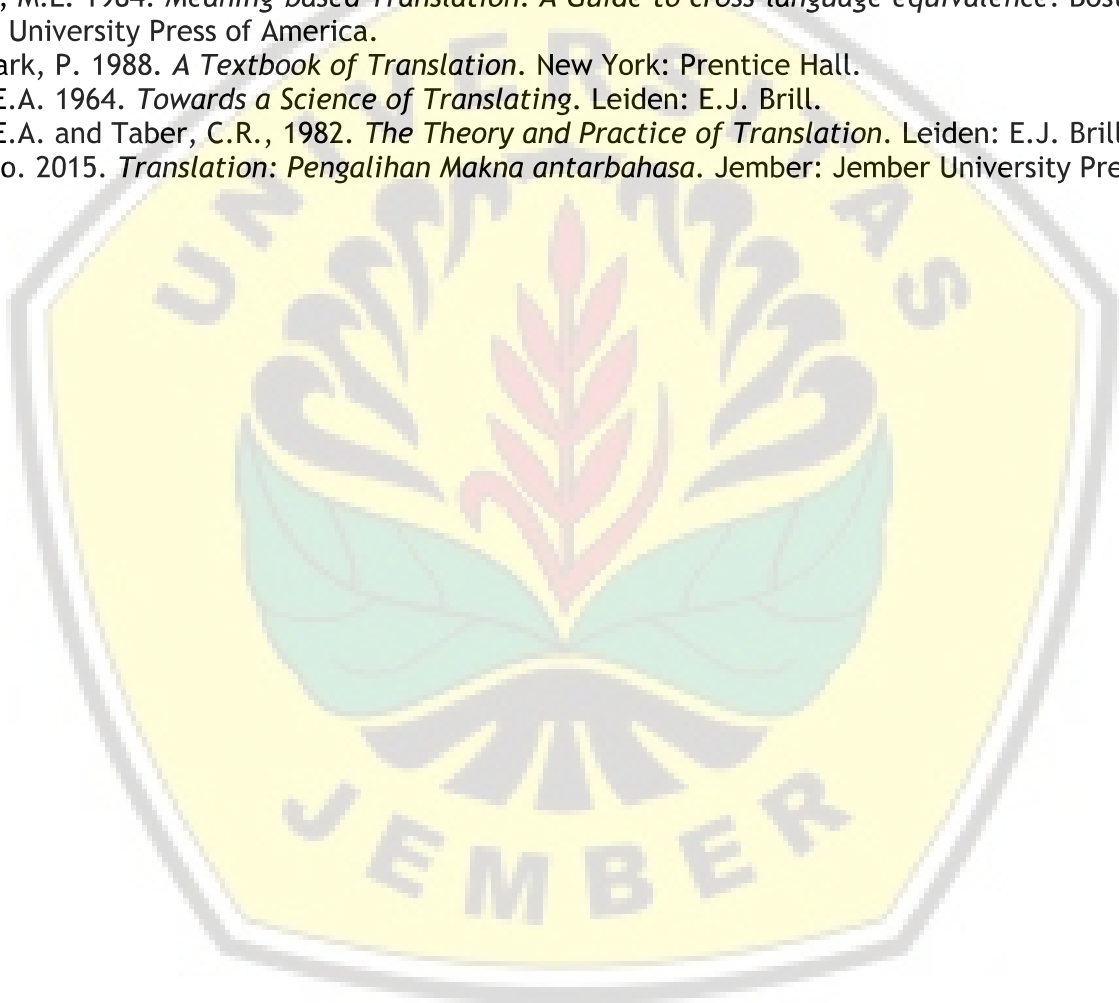 , M.L. 1984. Meaning-based Translation: A Guide to cross-language equivalence.
University Press of America.
ark, P. 1988. A Textbook of Translation. New York: Prentice Hall.
E.A. 1964. Towards a Science of Translating. Leiden: E.J. Brill.
E.A. and Taber, C.R., 1982. The Theory and Practice of Translation. Leiden: E.J. Brill
o. 2015. Translation: Pengalihan Makna antarbahasa. Jember: Jember University Pre
UNIVERSITAS
JEMBER